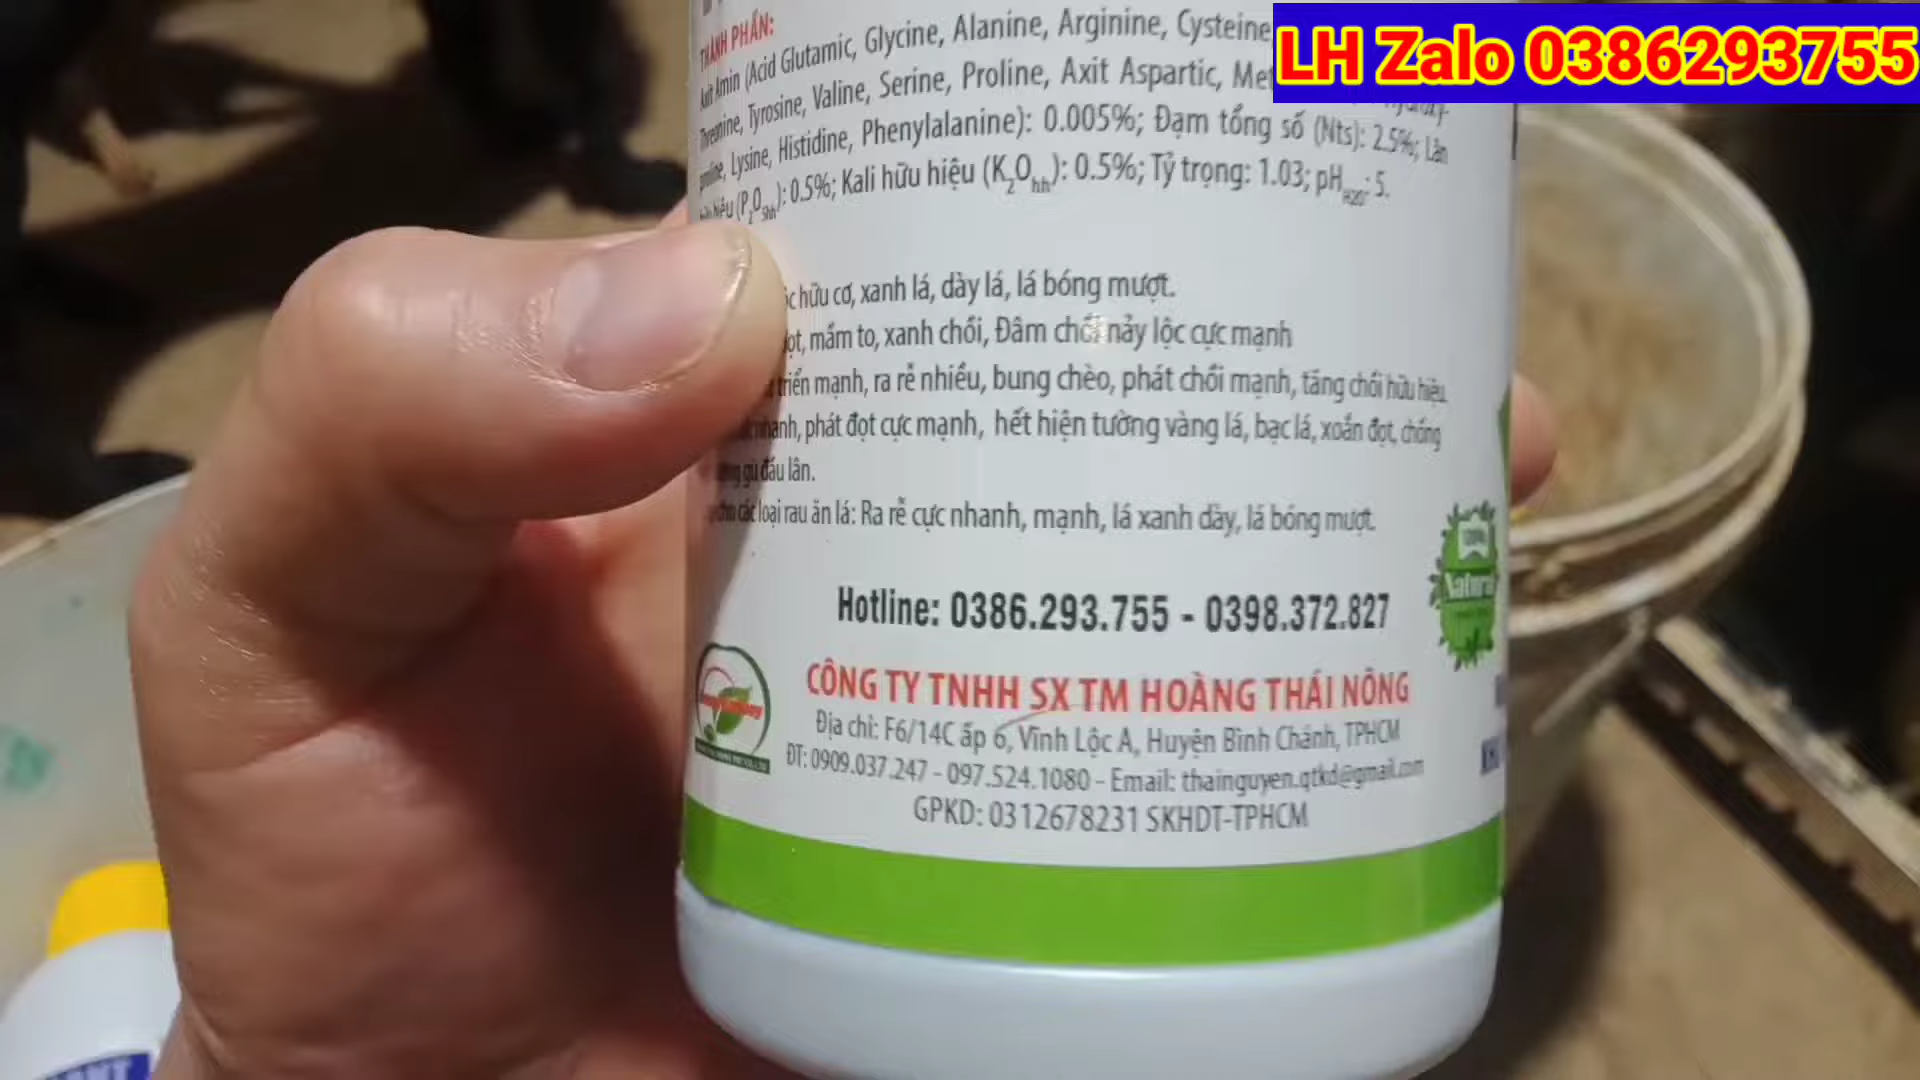 LH Zalo 0386293755
THÀNH PHẦN:
Axit Amin (Acid Glutamic, Glycine, Alanine, Arginine, Cysteine
Threonine, Tyrosine, Valine, Serine, Proline, Axit Aspartic,
Lysine, Histidine, Phenylalanine): 0.005%; Đạm tổng số (Nts): 2.5%; Lân
hiệu (P2O5hh): 0.5%; Kali hữu hiệu (K2Ohh): 0.5%; Tỷ trọng: 1.03; pHH2O: 5.
hữu cơ, xanh lá, dày lá, lá bóng mượt.
mầm to, xanh chồi, Đâm chồi nảy lộc cực mạnh
triển mạnh, ra rễ nhiều, bung chèo, phát chồi mạnh, tăng chồi hữu hiệu.
nhanh, phát đọt cực mạnh, hết hiện tường vàng lá, bạc lá, xoắn đọt, chống
đầu lân.
các loại rau ăn lá: Ra rễ cực nhanh, mạnh, lá xanh dày, lá bóng mượt.
Hotline: 0386.293.755 - 0398.372.827
Natural
CÔNG TY TNHH SX TM HOÀNG THÁI NÔNG
Địa chỉ: F6/14C ấp 6, Vĩnh Lộc A, Huyện Bình Chánh, TPHCM
ĐT: 0909.037.247 - 097.524.1080 - Email: thainguyen.qtkd@gmail.com
GPKD: 0312678231 SKHDT-TPHCM